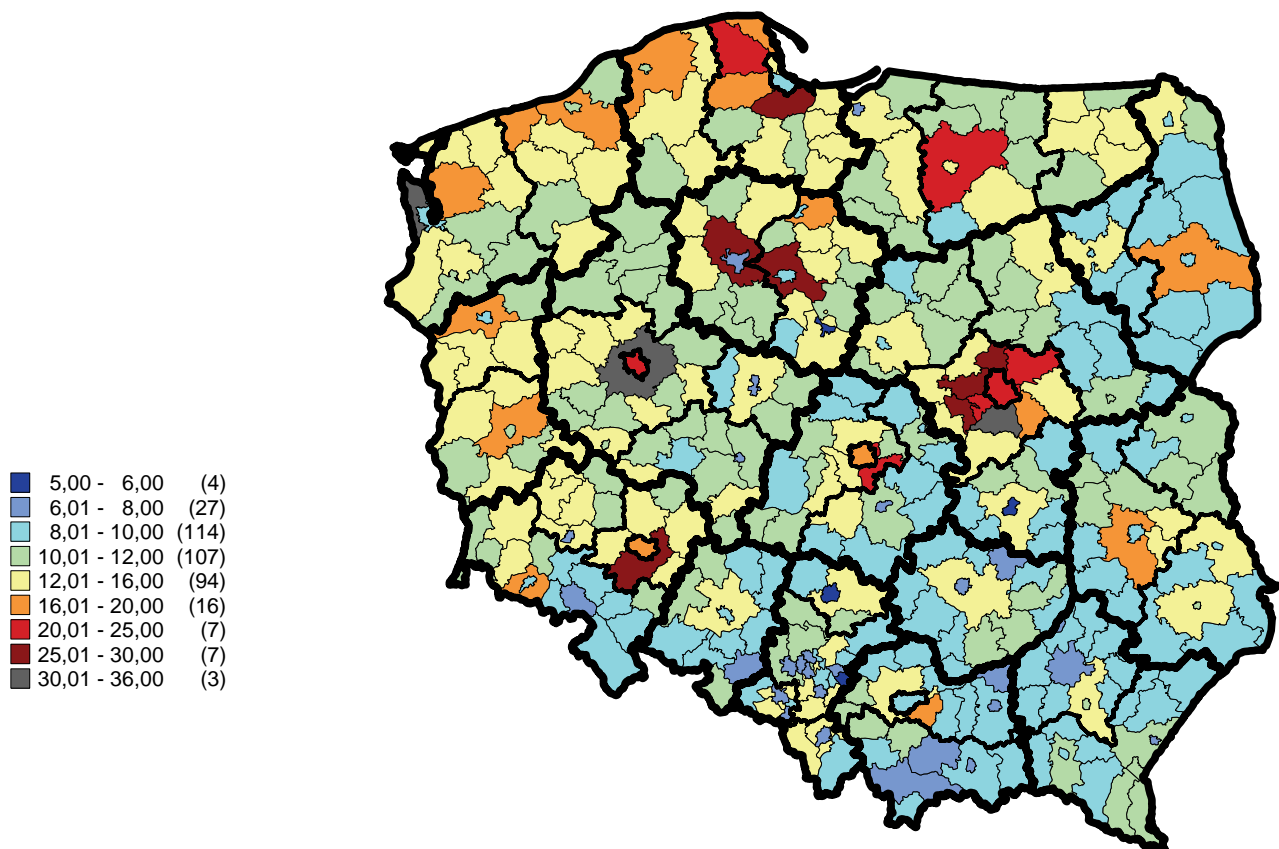 5,00 - 6,00 (4)
6,01 - 8,00 (27)
8,01 - 10,00 (114)
10,01 - 12,00 (107)
12,01 - 16,00 (94)
16,01 - 20,00 (16)
20,01 - 25,00 (7)
25,01 - 30,00 (7)
30,01 - 36,00 (3)